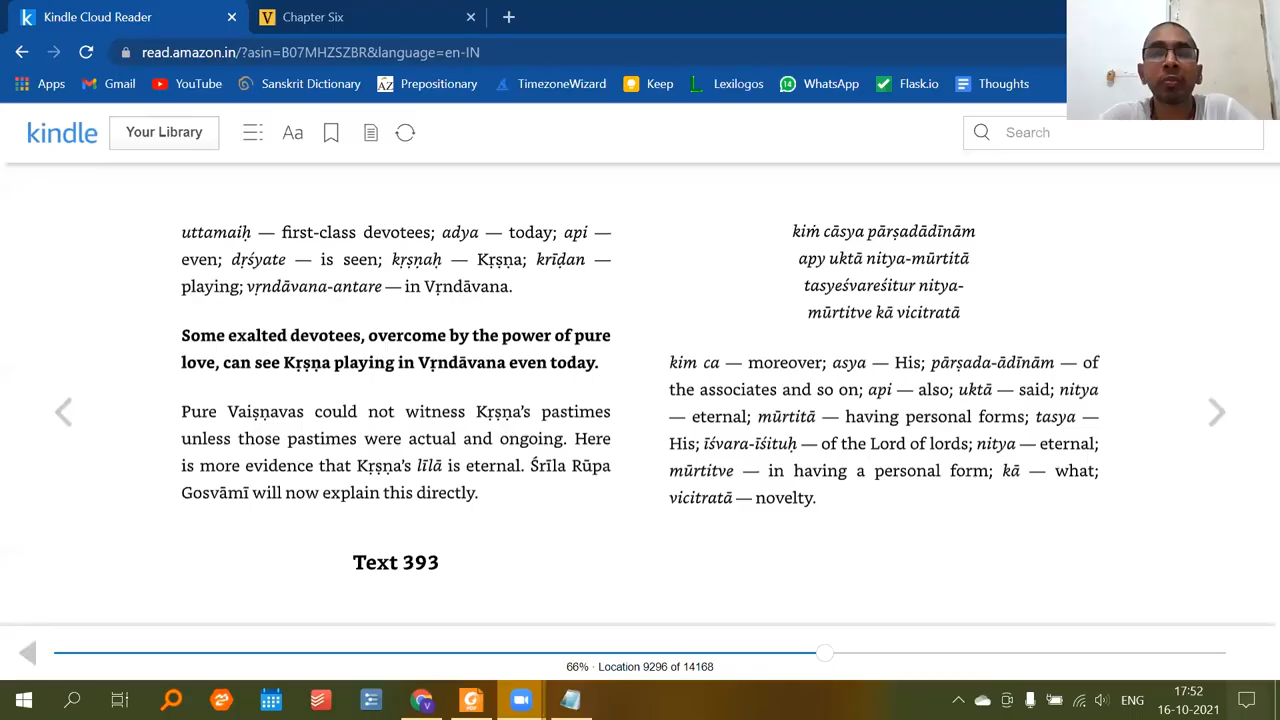 Kindle Cloud Reader
Chapter Six
read.amazon.in/?asin=B07MHZSZBR&language=en-IN
Apps
Gmail
YouTube
Sanskrit Dictionaries
Prepositionary
TimezoneWizard
Keep
Lexilogos
WhatsApp
Flask.io
Thoughts
kindle
Your Library
Aa
Search
uttamaiḥ — first-class devotees; adya — today; api —
even; dṛśyate — is seen; kṛṣṇaḥ — Kṛṣṇa; krīḍan —
playing; vṛndāvana-antare — in Vṛndāvana.
Some exalted devotees, overcome by the power of pure
love, can see Kṛṣṇa playing in Vṛndāvana even today.
Pure Vaiṣṇavas could not witness Kṛṣṇa’s pastimes
unless those pastimes were actual and ongoing. Here
is more evidence that Kṛṣṇa’s līlā is eternal. Śrīla Rūpa
Gosvāmī will now explain this directly.
Text 393
kiṁ cāsya pārṣadādīnām
apy uktā nitya-mūrtitā
tasyeśvareśitur nitya-
mūrtitve kā vicitratā
kim ca — moreover; asya — His; pārṣada-ādīnām — of
the associates and so on; api — also; uktā — said; nitya
— eternal; mūrtitā — having personal forms; tasya —
His; īśvara-īśituḥ — of the Lord of lords; nitya — eternal;
mūrtitve — in having a personal form; kā — what;
vicitratā — novelty.
66% · Location 9296 of 14168
ENG
17:52
16-10-2021